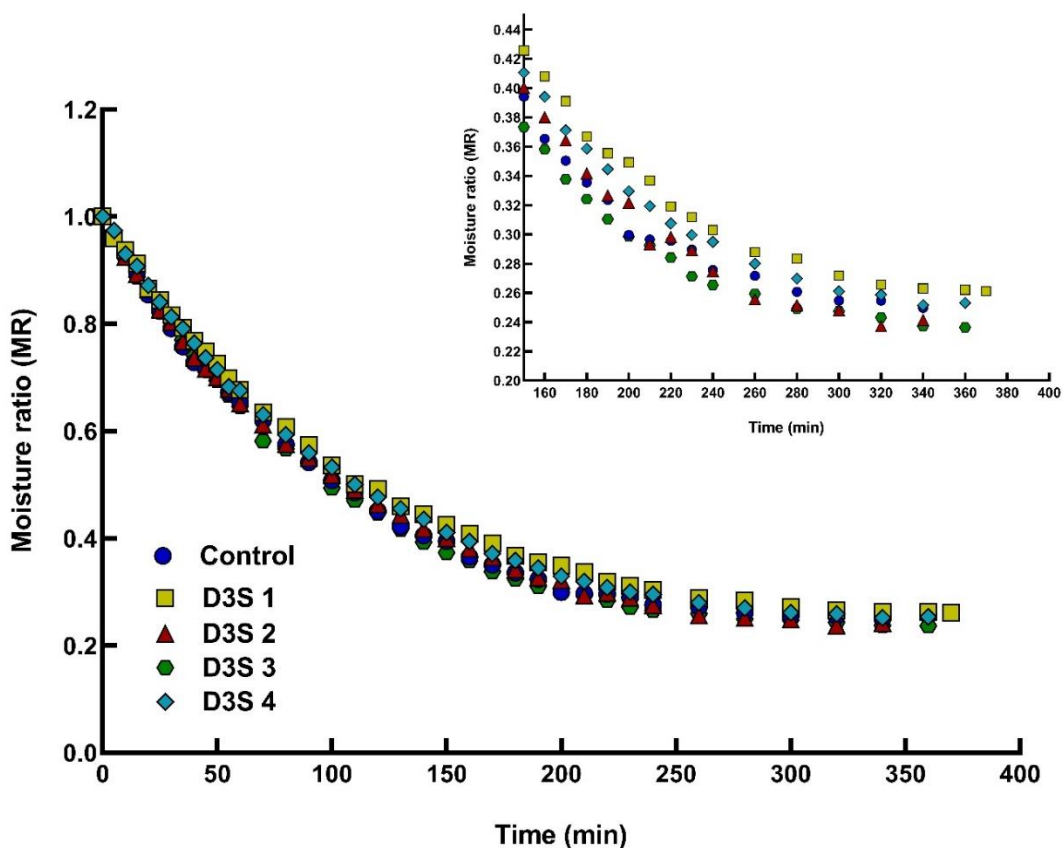 0.44
0.42
0.40
0.38
0.36
0.34
0.32
0.30
0.28
0.26
0.24
0.22
0.20
Moisture ratio (MR)
160 180 200 220 240 260 280 300 320 340 360 380 400
Time (min)
1.2
1.0
0.8
0.6
0.4
0.2
0.0
Moisture ratio (MR)
Control
D3S 1
D3S 2
D3S 3
D3S 4
0 50 100 150 200 250 300 350 400
Time (min)